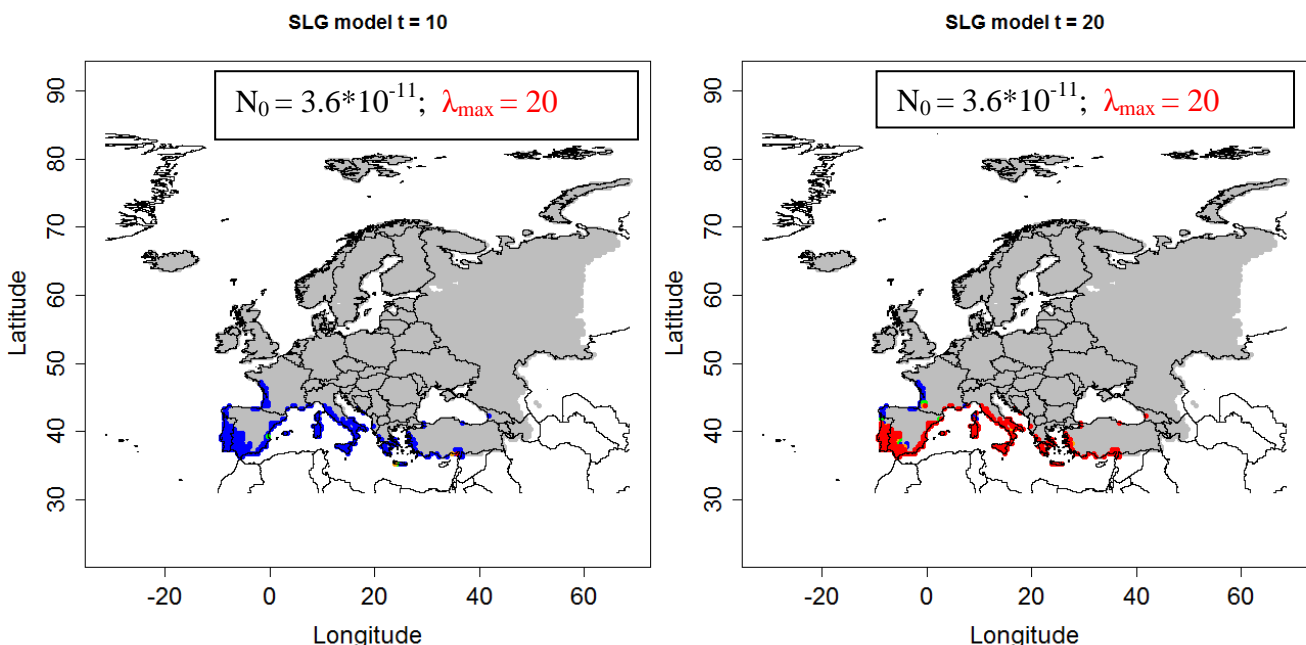 SLG model t = 10
N₀ = 3.6*10⁻¹¹; λmax = 20
90
80
70
60
50
40
30
Latitude
-20 0 20 40 60
Longitude
SLG model t = 20
N₀ = 3.6*10⁻¹¹; λmax = 20
90
80
70
60
50
40
30
Latitude
-20 0 20 40 60
Longitude